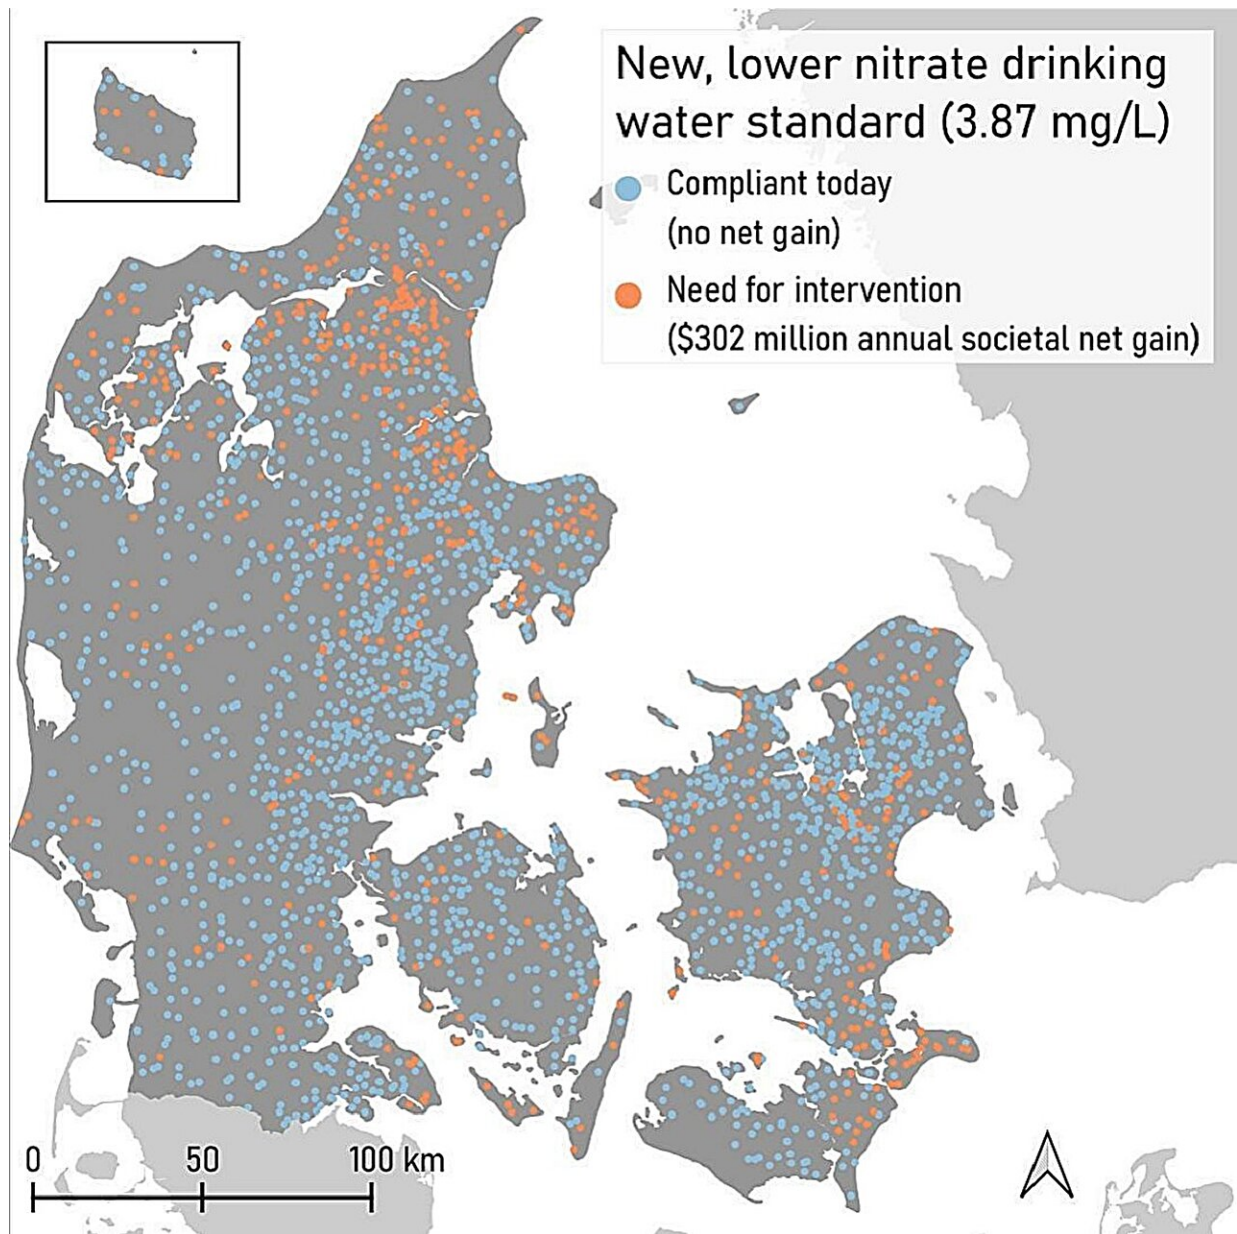 New, lower nitrate drinking
water standard (3.87 mg/L)
Compliant today
(no net gain)
Need for intervention
($302 million annual societal net gain)
0 50 100 km